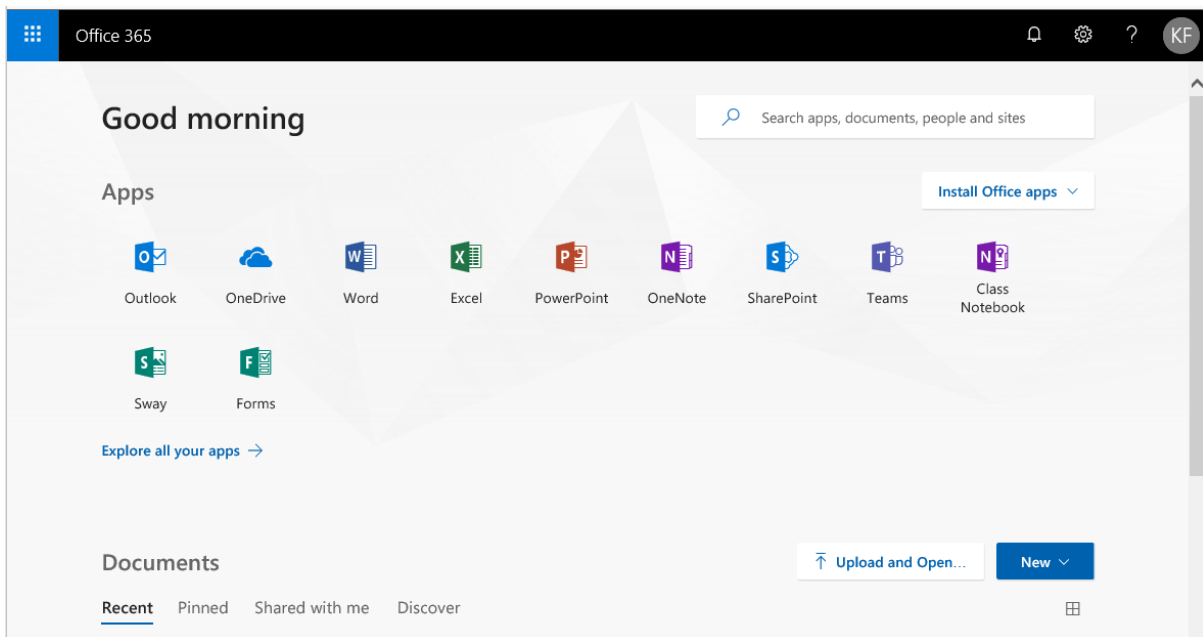 Office 365
KF
Good morning
Search apps, documents, people and sites
Apps
Install Office apps
Outlook
OneDrive
Word
Excel
PowerPoint
OneNote
SharePoint
Teams
Class
Notebook
Sway
Forms
Explore all your apps
Documents
Upload and Open...
New
Recent
Pinned
Shared with me
Discover